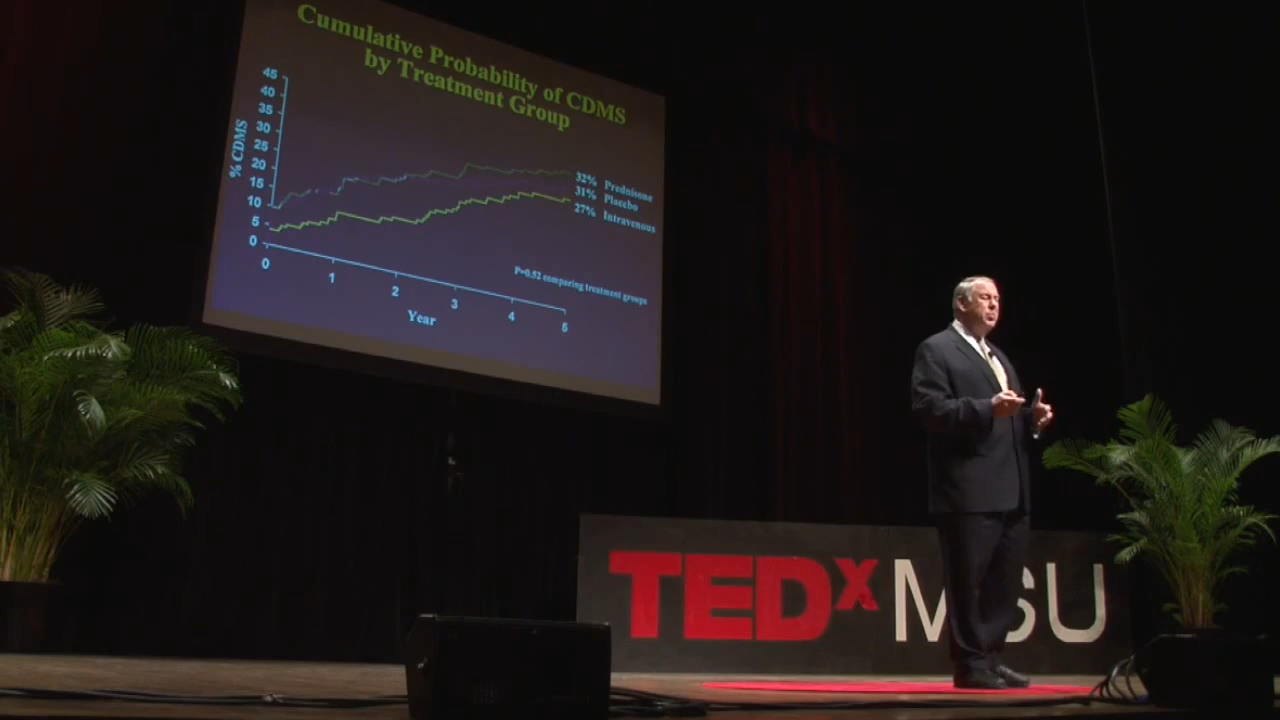 Cumulative Probability of CDMS
by Treatment Group
% CDMS
45
40
35
30
25
20
15
10
5
0
32% Prednisone
31% Placebo
27% Intravenous
P=0.52 comparing treatment groups
0 1 2 3 4 5
Year
TEDx MSU